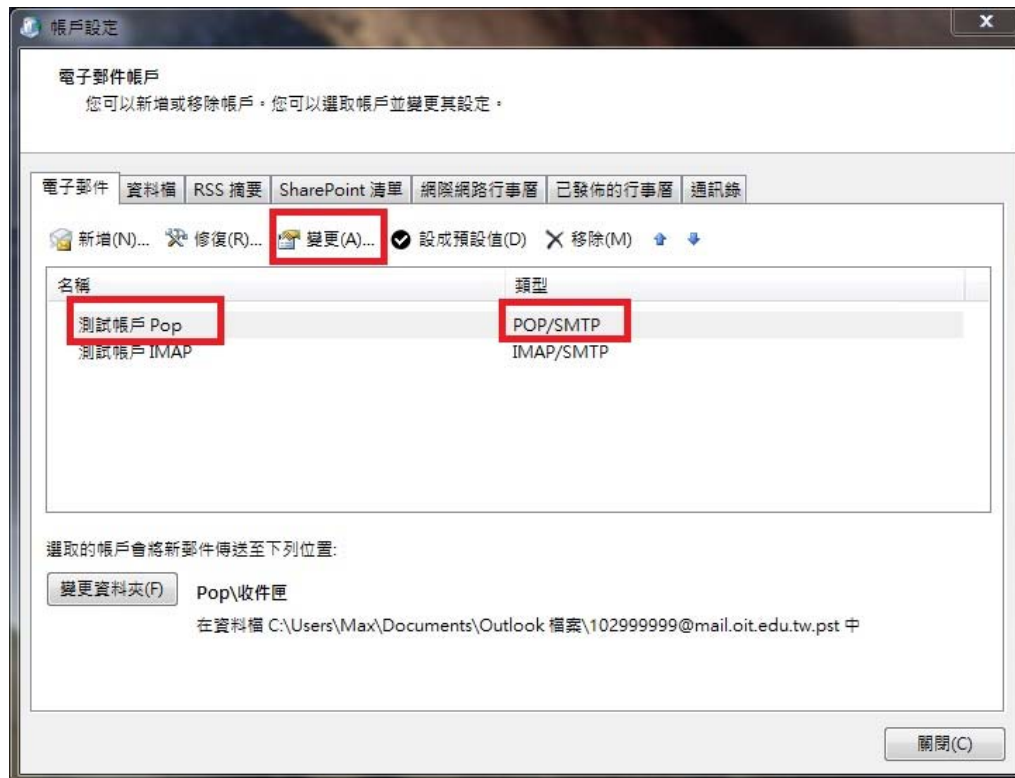 帳戶設定
x
電子郵件帳戶
您可以新增或移除帳戶。您可以選取帳戶並變更其設定。
電子郵件 資料檔 RSS 摘要 SharePoint 清單 網際網路行事曆 已發佈的行事曆 通訊錄
新增(N)... 修復(R)... 變更(A)... 設成預設值(D) 移除(M)
名稱 類型
測試帳戶 Pop POP/SMTP
測試帳戶 IMAP IMAP/SMTP
選取的帳戶會將新郵件傳送至下列位置:
變更資料夾(F) Pop\收件匣
在資料檔 C:\Users\Max\Documents\Outlook 檔案\102999999@mail.oit.edu.tw.pst 中
關閉(C)